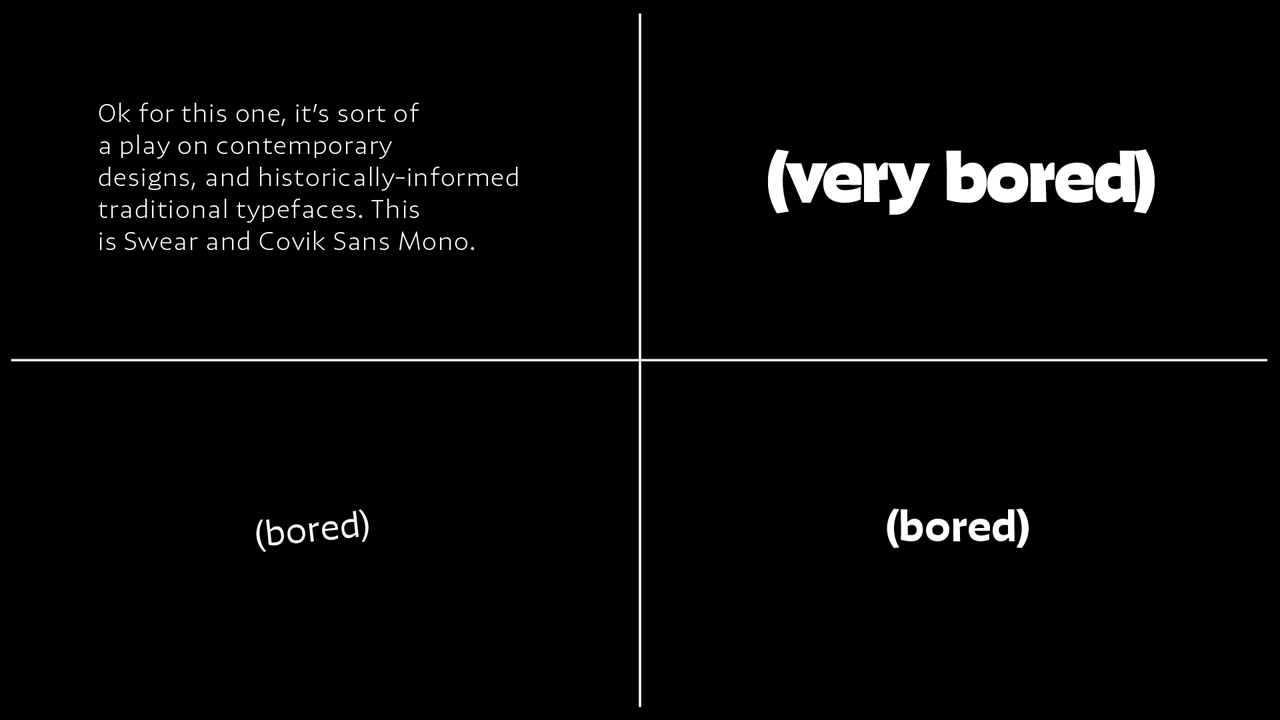 Ok for this one, it’s sort of
a play on contemporary
designs, and historically-informed
traditional typefaces. This
is Swear and Covik Sans Mono.
(very bored)
(bored)
(bored)